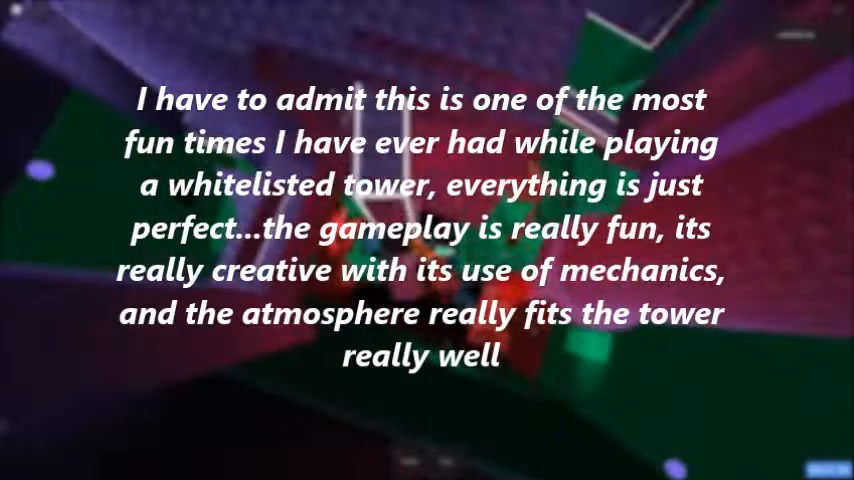 I have to admit this is one of the most
fun times I have ever had while playing
a whitelisted tower, everything is just
perfect...the gameplay is really fun, its
really creative with its use of mechanics,
and the atmosphere really fits the tower
really well